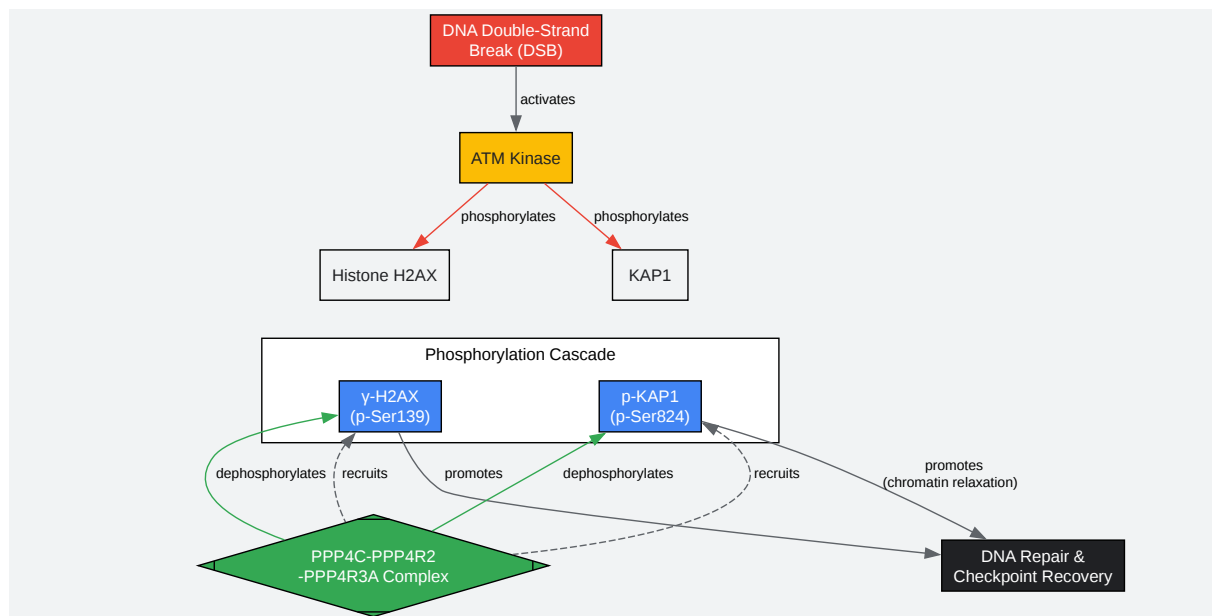 DNA Double-Strand
Break (DSB)
activates
ATM Kinase
phosphorylates
phosphorylates
Histone H2AX
KAP1
Phosphorylation Cascade
γ-H2AX
(p-Ser139)
p-KAP1
(p-Ser824)
dephosphorylates
recruits
promotes
dephosphorylates
recruits
promotes
(chromatin relaxation)
PPP4C-PPP4R2
-PPP4R3A Complex
DNA Repair &
Checkpoint Recovery